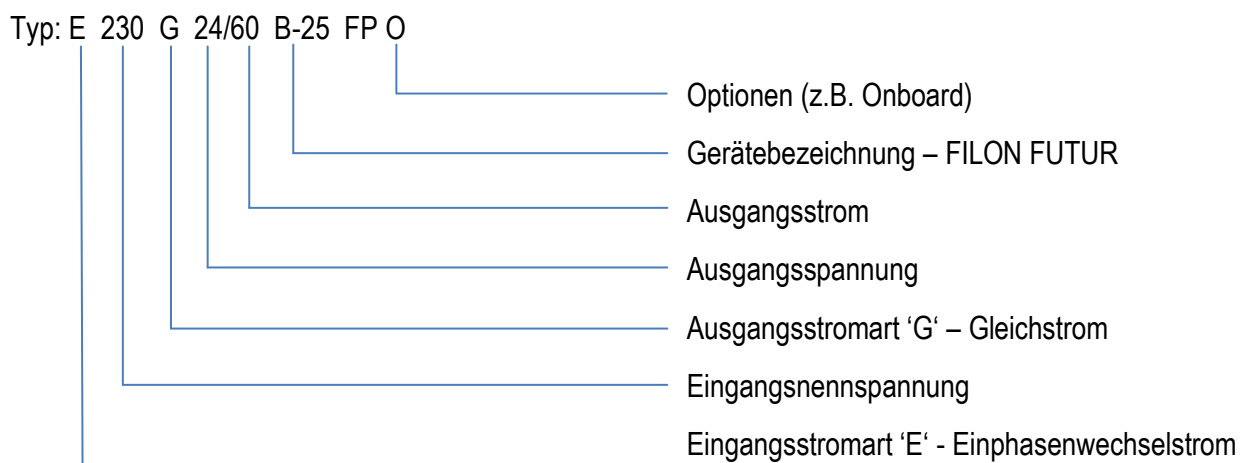 Typ: E 230 G 24/60 B-25 FP O
Optionen (z.B. Onboard)
Gerätebezeichnung – FILON FUTUR
Ausgangsstrom
Ausgangsspannung
Ausgangsstromart ‘G‘ – Gleichstrom
Eingangsnennspannung
Eingangsstromart ‘E‘ - Einphasenwechselstrom